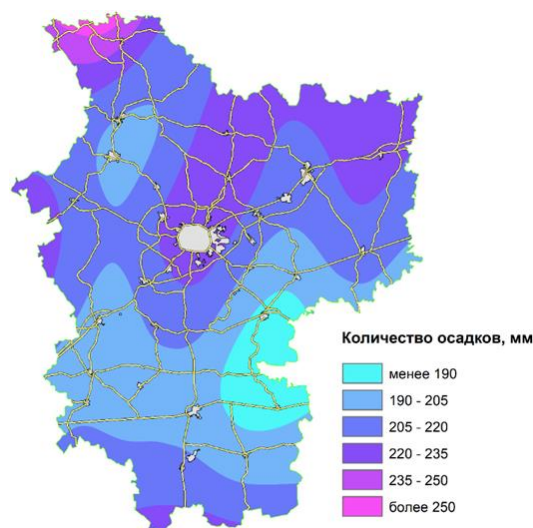 Количество осадков, мм
менее 190
190 - 205
205 - 220
220 - 235
235 - 250
более 250